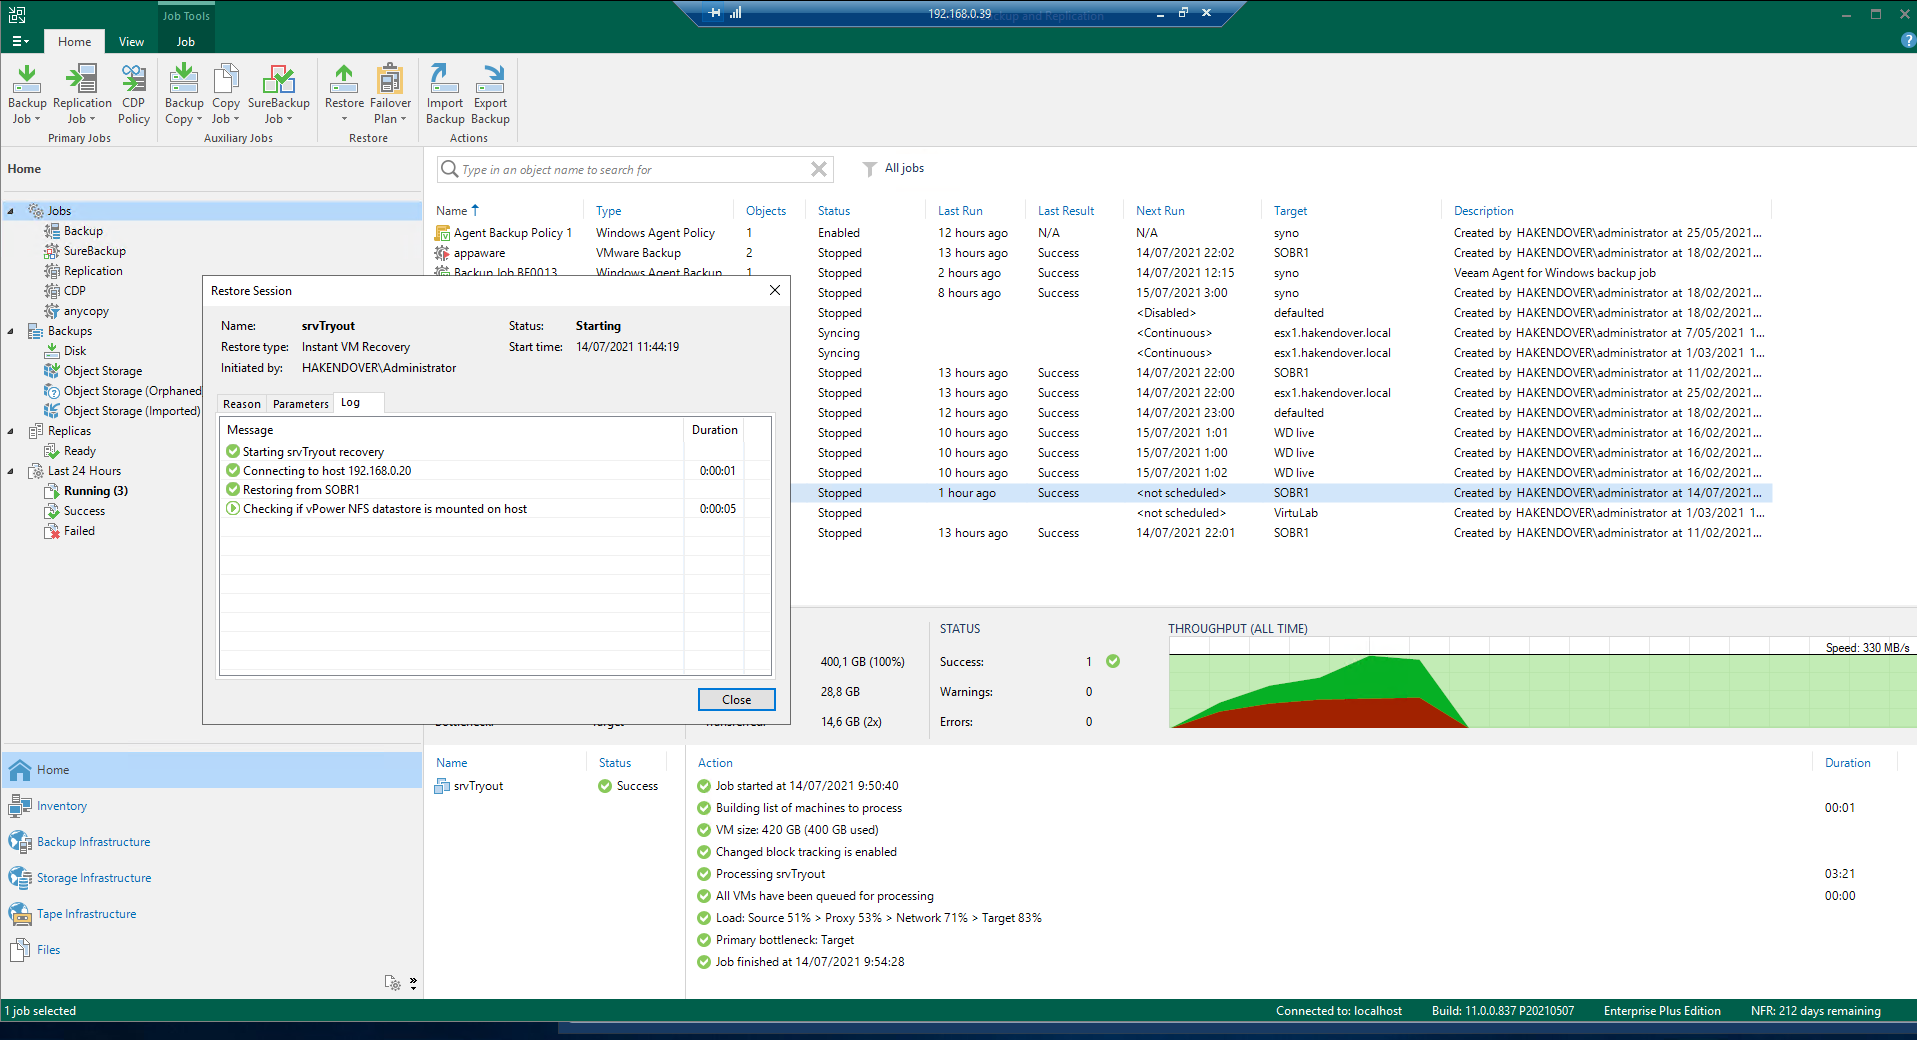 Job Tools
192.168.0.39
ckup and Replication
Home
View
Job
Backup Job
Replication Job
CDP Policy
Primary Jobs
Backup Copy
Copy Job
SureBackup Job
Auxiliary Jobs
Restore
Failover Plan
Restore
Import Backup
Export Backup
Actions
Home
Type in an object name to search for
All jobs
Jobs
Backup
SureBackup
Replication
CDP
anycopy
Backups
Disk
Object Storage
Object Storage (Orphaned
Object Storage (Imported)
Replicas
Ready
Last 24 Hours
Running (3)
Success
Failed
Name Type Objects Status Last Run Last Result Next Run Target Description
Agent Backup Policy 1 Windows Agent Policy 1 Enabled 12 hours ago N/A N/A syno Created by HAKENDOVER\administrator at 25/05/2021...
appaware VMware Backup 2 Stopped 13 hours ago Success 14/07/2021 22:02 SOBR1 Created by HAKENDOVER\administrator at 18/02/2021...
Backup Job BE0013 Windows Agent Backup 1 Stopped 2 hours ago Success 14/07/2021 12:15 syno Veeam Agent for Windows backup job
Stopped 8 hours ago Success 15/07/2021 3:00 syno Created by HAKENDOVER\administrator at 18/02/2021...
Stopped <Disabled> defaulted Created by HAKENDOVER\administrator at 18/02/2021...
Syncing <Continuous> esx1.hakendover.local Created by HAKENDOVER\administrator at 7/05/2021 1...
Syncing <Continuous> esx1.hakendover.local Created by HAKENDOVER\administrator at 1/03/2021 1...
Stopped 13 hours ago Success 14/07/2021 22:00 SOBR1 Created by HAKENDOVER\administrator at 11/02/2021...
Stopped 13 hours ago Success 14/07/2021 22:00 esx1.hakendover.local Created by HAKENDOVER\administrator at 25/02/2021...
Stopped 12 hours ago Success 14/07/2021 23:00 defaulted Created by HAKENDOVER\administrator at 18/02/2021...
Stopped 10 hours ago Success 15/07/2021 1:01 WD live Created by HAKENDOVER\administrator at 16/02/2021...
Stopped 10 hours ago Success 15/07/2021 1:00 WD live Created by HAKENDOVER\administrator at 16/02/2021...
Stopped 10 hours ago Success 15/07/2021 1:02 WD live Created by HAKENDOVER\administrator at 16/02/2021...
Stopped 1 hour ago Success <not scheduled> SOBR1 Created by HAKENDOVER\administrator at 14/07/2021...
Stopped <not scheduled> VirtuLab Created by HAKENDOVER\administrator at 1/03/2021 1...
Stopped 13 hours ago Success 14/07/2021 22:01 SOBR1 Created by HAKENDOVER\administrator at 11/02/2021...
Restore Session
Name: srvTryout Status: Starting
Restore type: Instant VM Recovery Start time: 14/07/2021 11:44:19
Initiated by: HAKENDOVER\Administrator
Reason Parameters Log
Message Duration
Starting srvTryout recovery
Connecting to host 192.168.0.20 0:00:01
Restoring from SOBR1
Checking if vPower NFS datastore is mounted on host 0:00:05
Close
400,1 GB (100%)
28,8 GB
Bottleneck: Target Transferred: 14,6 GB (2x)
STATUS
Success: 1
Warnings: 0
Errors: 0
THROUGHPUT (ALL TIME)
Speed: 330 MB/s
Name Status
srvTryout Success
Action Duration
Job started at 14/07/2021 9:50:40
Building list of machines to process 00:01
VM size: 420 GB (400 GB used)
Changed block tracking is enabled
Processing srvTryout 03:21
All VMs have been queued for processing 00:00
Load: Source 51% > Proxy 53% > Network 71% > Target 83%
Primary bottleneck: Target
Job finished at 14/07/2021 9:54:28
Home
Inventory
Backup Infrastructure
Storage Infrastructure
Tape Infrastructure
Files
1 job selected
Connected to: localhost Build: 11.0.0.837 P20210507 Enterprise Plus Edition NFR: 212 days remaining